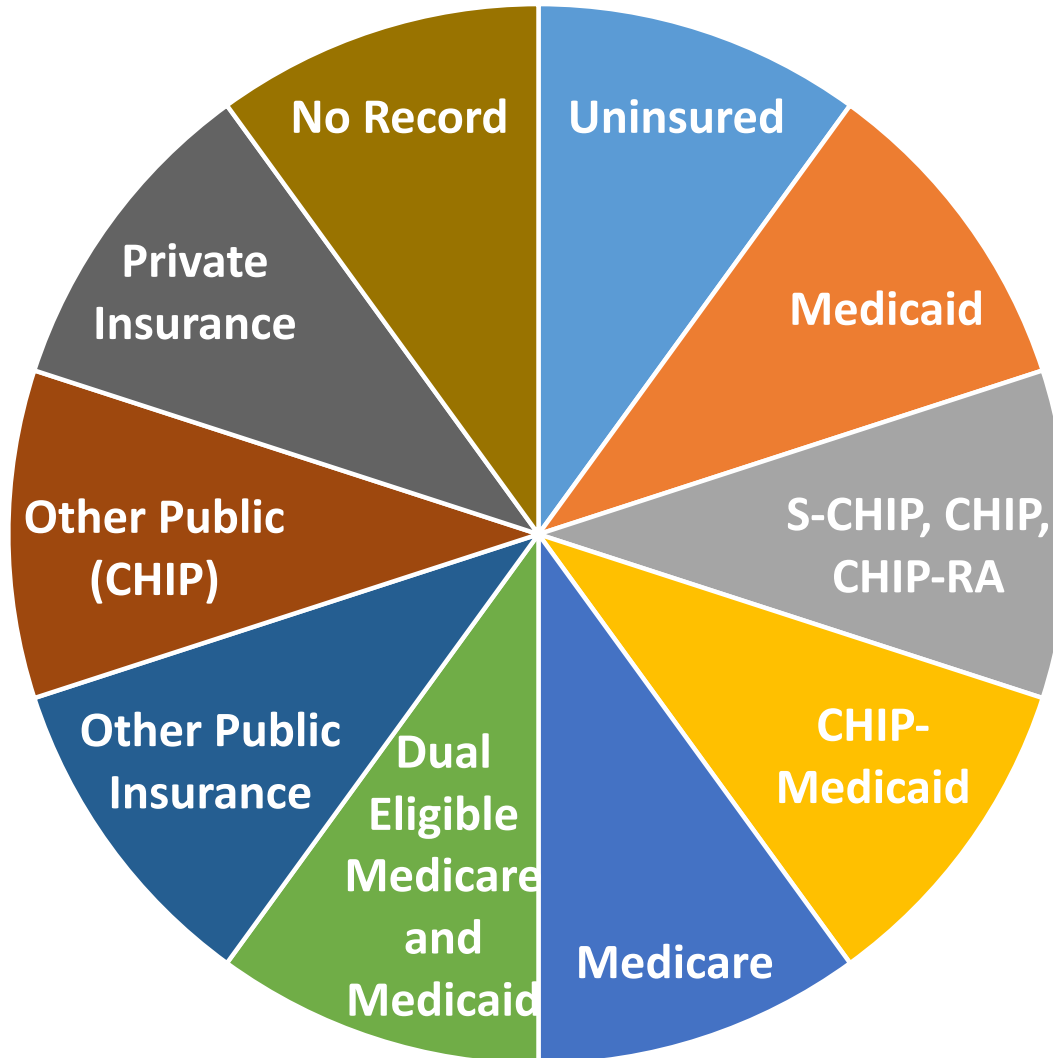 No Record
Uninsured
Private
Insurance
Medicaid
Other Public
(CHIP)
S-CHIP, CHIP,
CHIP-RA
Other Public
Insurance
CHIP-
Medicaid
Dual
Eligible
Medicare
and
Medicaid
Medicare